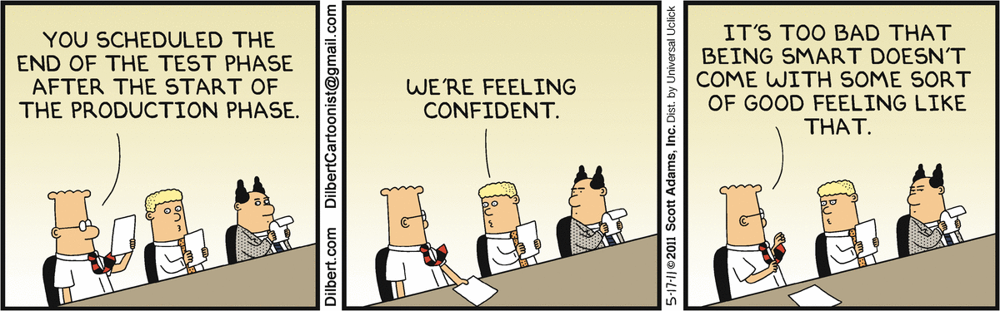 YOU SCHEDULED THE
END OF THE TEST PHASE
AFTER THE START OF
THE PRODUCTION PHASE.
Dilbert.com DilbertCartoonist@gmail.com
WE'RE FEELING
CONFIDENT.
5-17-11 © 2011 Scott Adams, Inc. Dist. by Universal Uclick
IT'S TOO BAD THAT
BEING SMART DOESN'T
COME WITH SOME SORT
OF GOOD FEELING LIKE
THAT.